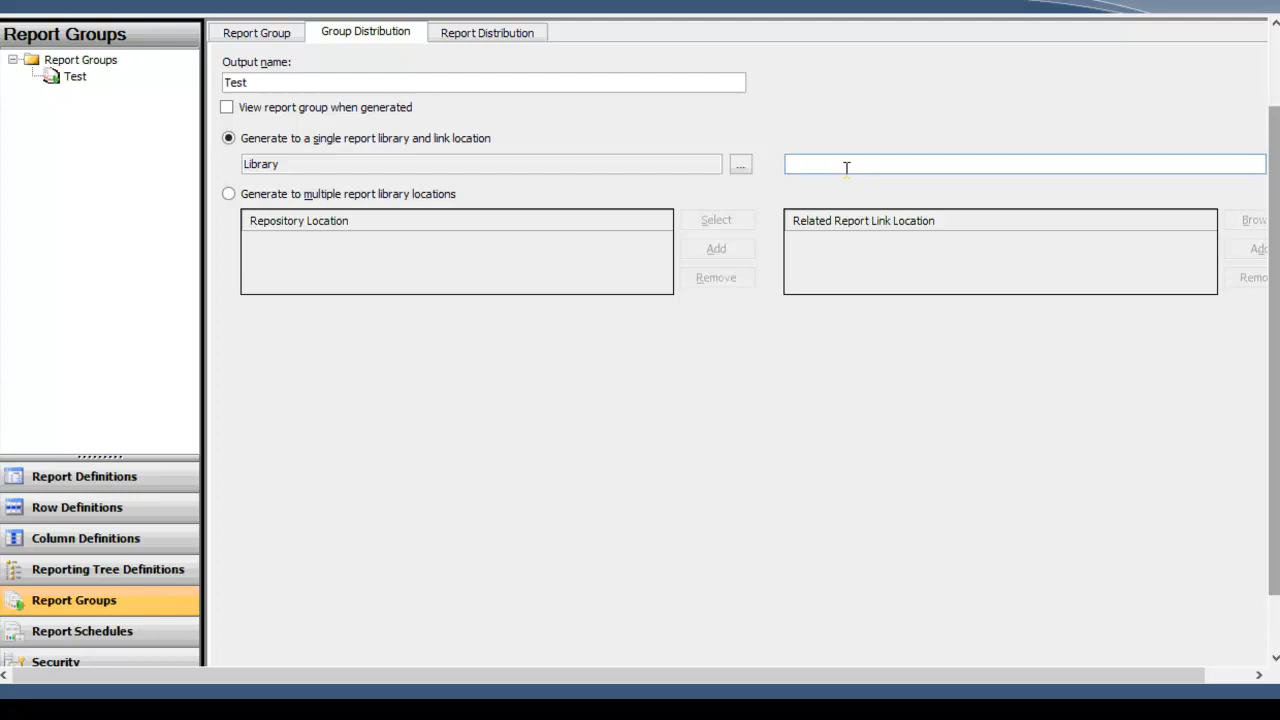 Report Groups
Report Groups
Test
Report Definitions
Row Definitions
Column Definitions
Reporting Tree Definitions
Report Groups
Report Schedules
Security
Report Group
Group Distribution
Report Distribution
Output name:
Test
View report group when generated
Generate to a single report library and link location
Library
...
Generate to multiple report library locations
Repository Location
Select
Add
Remove
Related Report Link Location
Brow
Ad
Remo